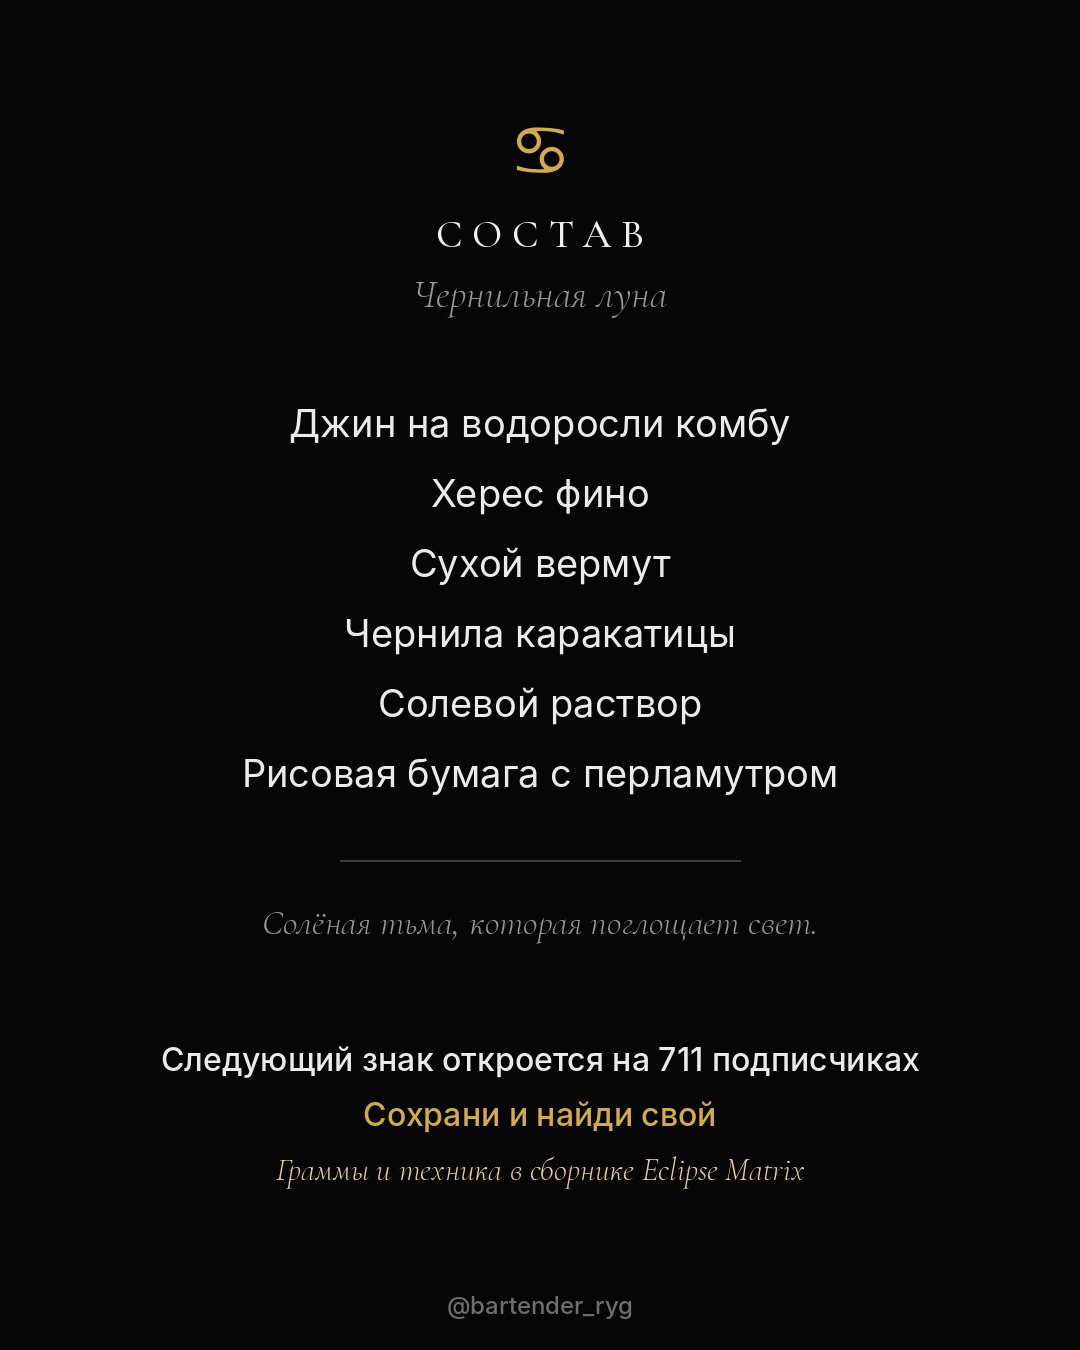 ♋
СОСТАВ
Чернильная луна
Джин на водоросли комбу
Херес фино
Сухой вермут
Чернила каракатицы
Солевой раствор
Рисовая бумага с перламутром
Солёная тьма, которая поглощает свет.
Следующий знак откроется на 711 подписчиках
Сохрани и найди свой
Граммы и техника в сборнике Eclipse Matrix
@bartender_ryg